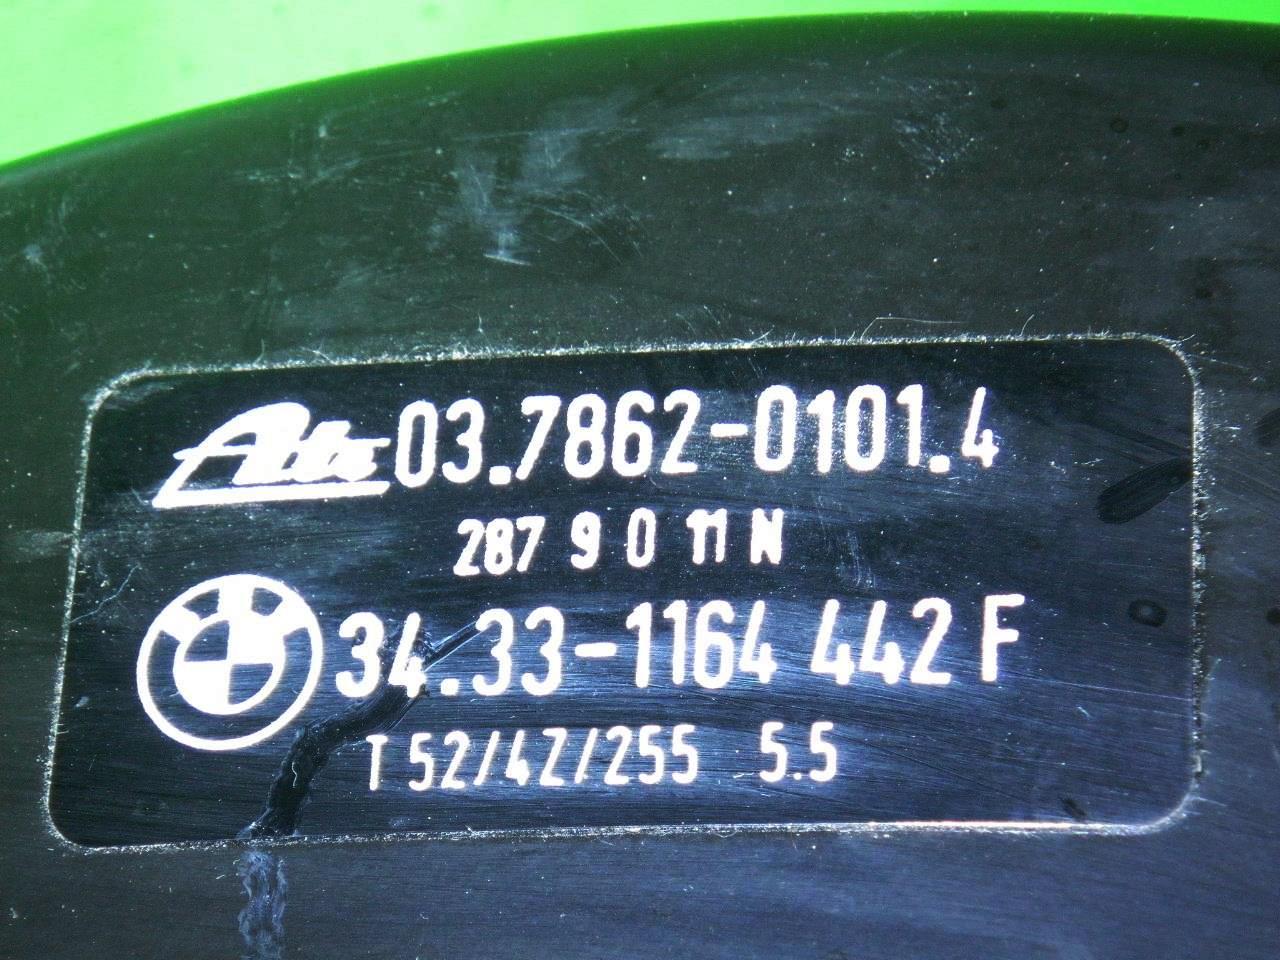 Ate 03.7862-0101.4
287 9 0 11 N
34.33-1164 442 F
T 52/42/255 5.5